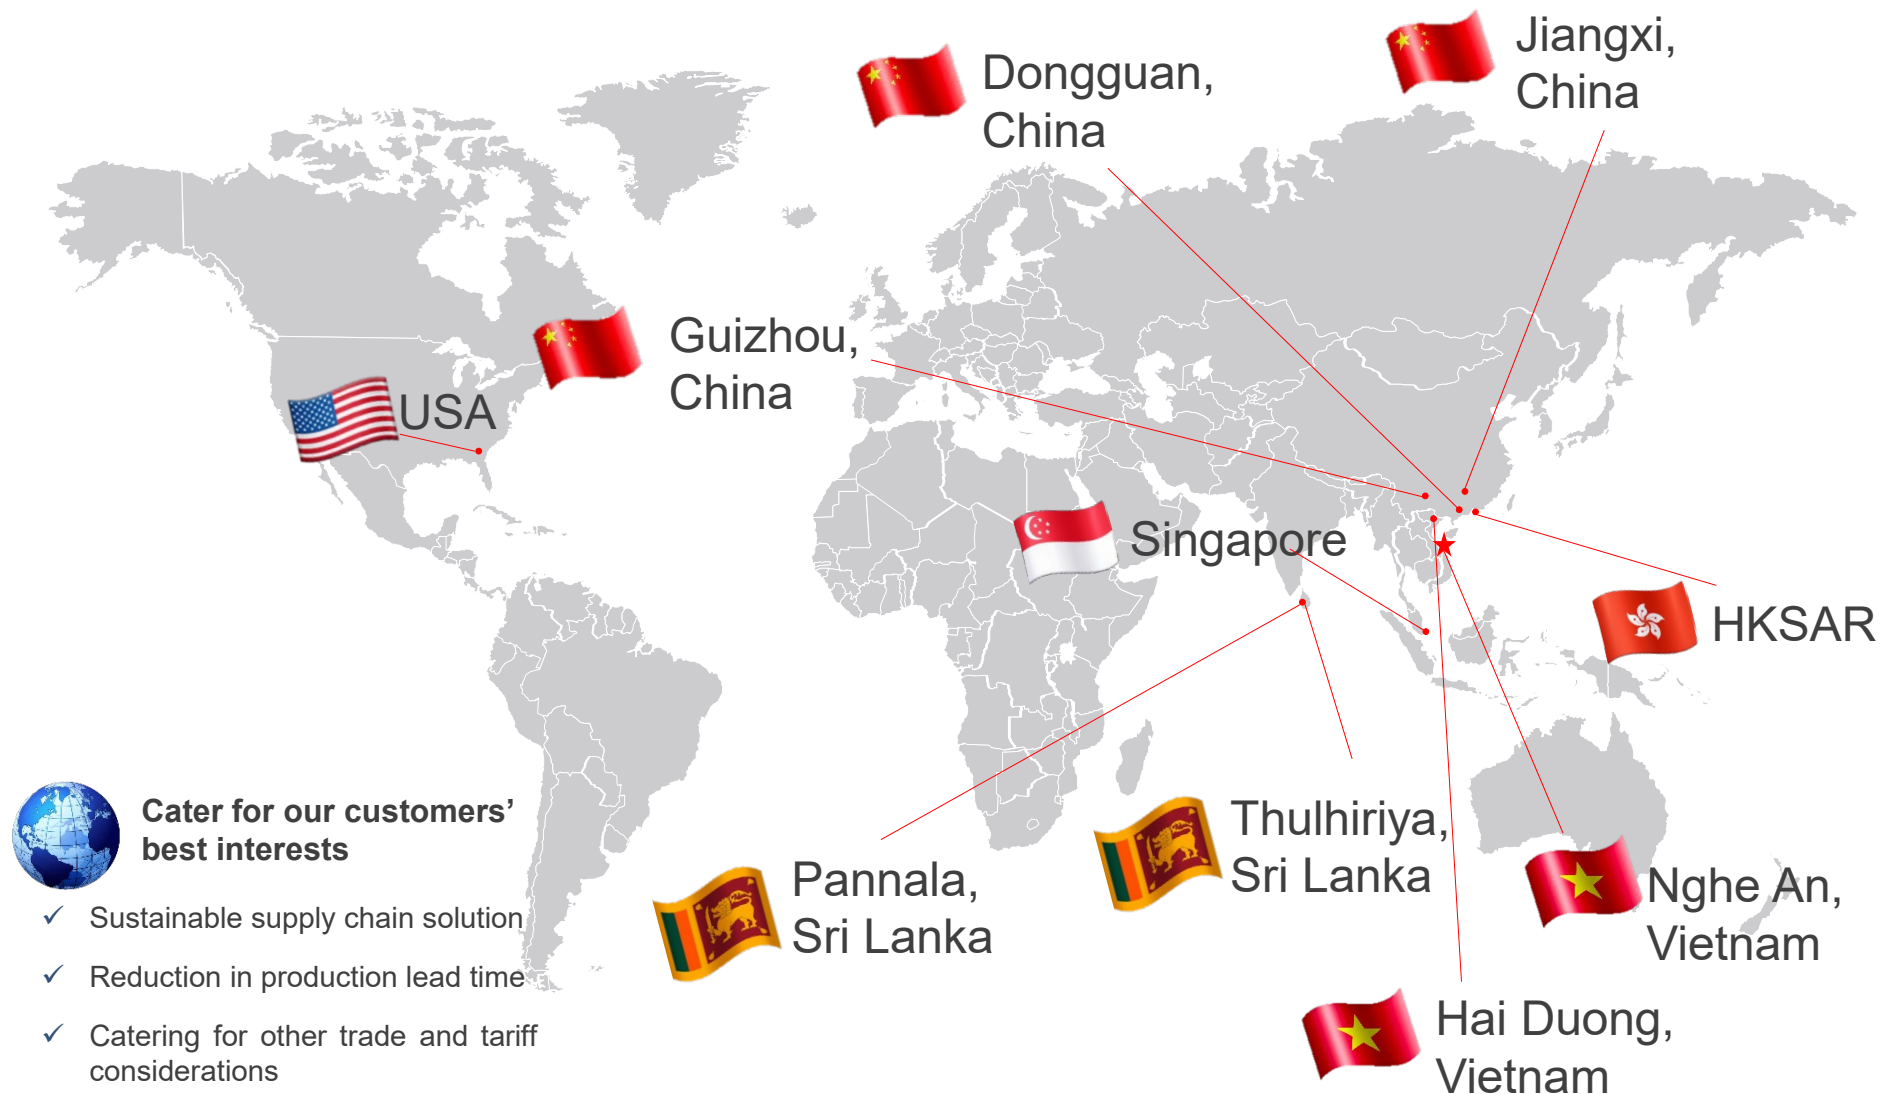 Jiangxi,
China
Dongguan,
China
Guizhou,
China
USA
Singapore
HKSAR
Cater for our customers’
best interests
Sustainable supply chain solution
Reduction in production lead time
Catering for other trade and tariff
considerations
Pannala,
Sri Lanka
Thulhiriya,
Sri Lanka
Nghe An,
Vietnam
Hai Duong,
Vietnam